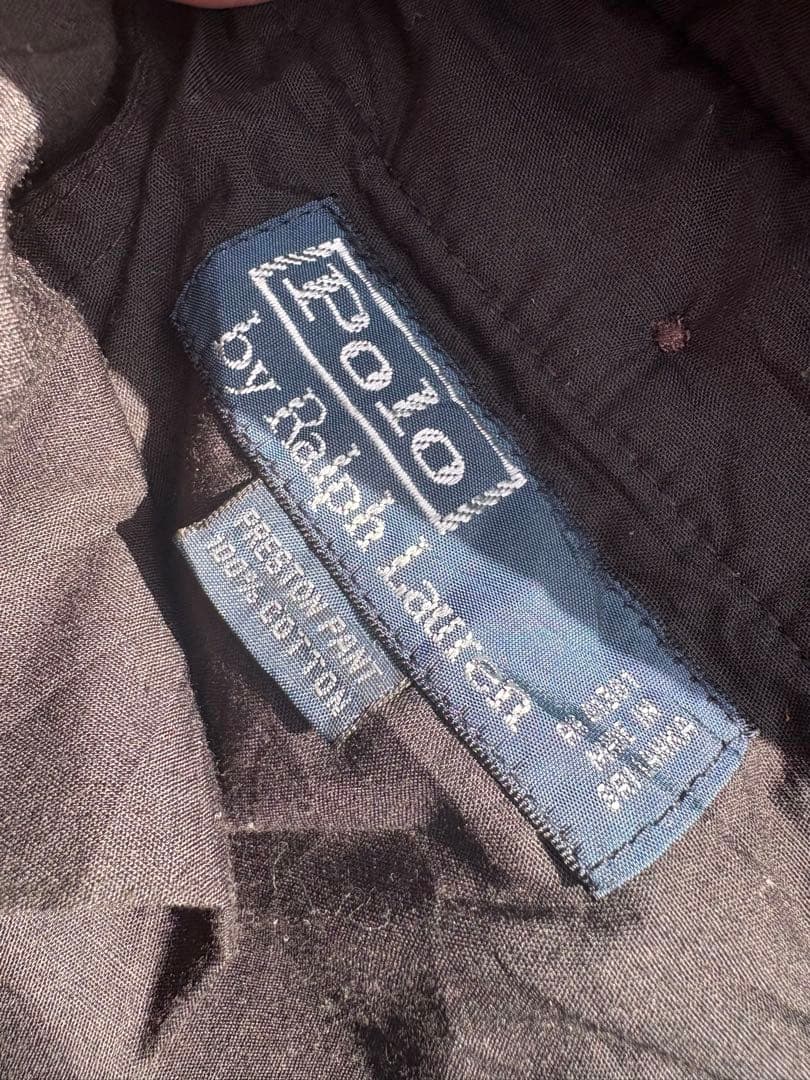 Polo
by Ralph Lauren
MADE IN
SRI LANKA
PRESTON PANT
100% COTTON